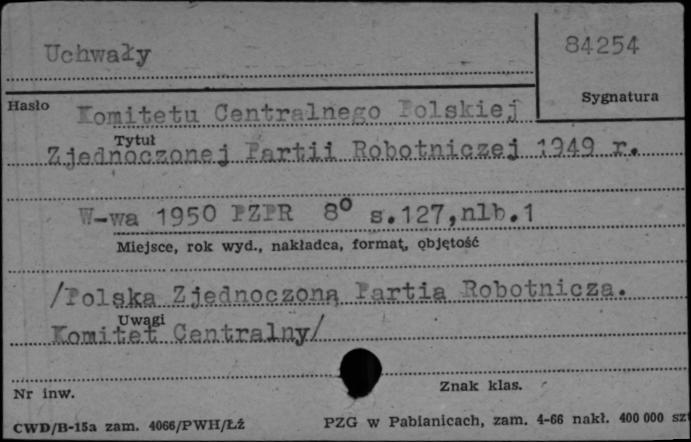 Uchwały
84254
Hasło
Sygnatura
Komitetu Centralnego Polskiej
Tytuł
Zjednoczonej Partii Robotniczej 1949 r.
W-wa 1950 PZPR 8° s.127,nlb.1
Miejsce, rok wyd., nakładca, format, objętość
/Polska Zjednoczona Partia Robotnicza.
Uwagi
Komitet Centralny/
Nr inw.
Znak klas.
CWD/B-15a zam. 4066/PWH/Łź
PZG w Pabianicach, zam. 4-66 nakł. 400 000 szt